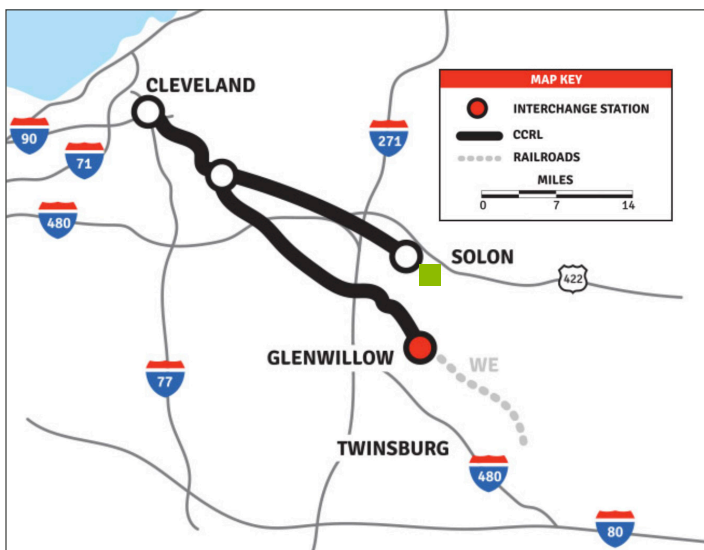 CLEVELAND
MAP KEY
INTERCHANGE STATION
CCRL
RAILROADS
MILES
0 7 14
90
71
271
480
SOLON
422
GLENWILLOW
WE
77
TWINSBURG
480
80